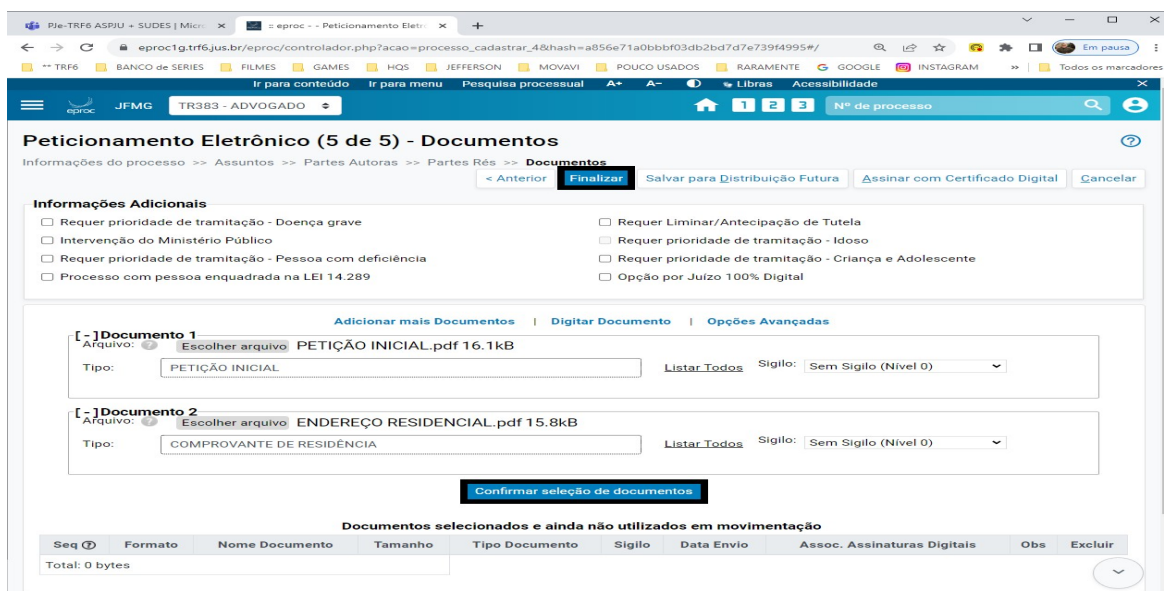 PJe-TRF6 ASPJU + SUDES | Micro
:: eproc - - Peticionamento Eletr
eproc1g.trf6.jus.br/eproc/controlador.php?acao=processo_cadastrar_4&hash=a856e71a0bbbf03db2bd7d7e739f4995#/
Em pausa
** TRF6 BANCO de SERIES FILMES GAMES HQS JEFFERSON MOVAVI POUCO USADOS RARAMENTE GOOGLE INSTAGRAM » Todos os marcadores
Ir para conteúdo Ir para menu Pesquisa processual A+ A- Libras Acessibilidade
eproc JFMG TR383 - ADVOGADO 1 2 3 Nº de processo
Peticionamento Eletrônico (5 de 5) - Documentos
Informações do processo >> Assuntos >> Partes Autoras >> Partes Rés >> Documentos
< Anterior Finalizar Salvar para Distribuição Futura Assinar com Certificado Digital Cancelar
Informações Adicionais
Requer prioridade de tramitação - Doença grave Requer Liminar/Antecipação de Tutela
Intervenção do Ministério Público Requer prioridade de tramitação - Idoso
Requer prioridade de tramitação - Pessoa com deficiência Requer prioridade de tramitação - Criança e Adolescente
Processo com pessoa enquadrada na LEI 14.289 Opção por Juízo 100% Digital
Adicionar mais Documentos | Digitar Documento | Opções Avançadas
[ - ]Documento 1
Arquivo: ? Escolher arquivo PETIÇÃO INICIAL.pdf 16.1kB
Tipo: PETIÇÃO INICIAL Listar Todos Sigilo: Sem Sigilo (Nível 0)
[ - ]Documento 2
Arquivo: ? Escolher arquivo ENDEREÇO RESIDENCIAL.pdf 15.8kB
Tipo: COMPROVANTE DE RESIDÊNCIA Listar Todos Sigilo: Sem Sigilo (Nível 0)
Confirmar seleção de documentos
Documentos selecionados e ainda não utilizados em movimentação
Seq ? Formato Nome Documento Tamanho Tipo Documento Sigilo Data Envio Assoc. Assinaturas Digitais Obs Excluir
Total: 0 bytes